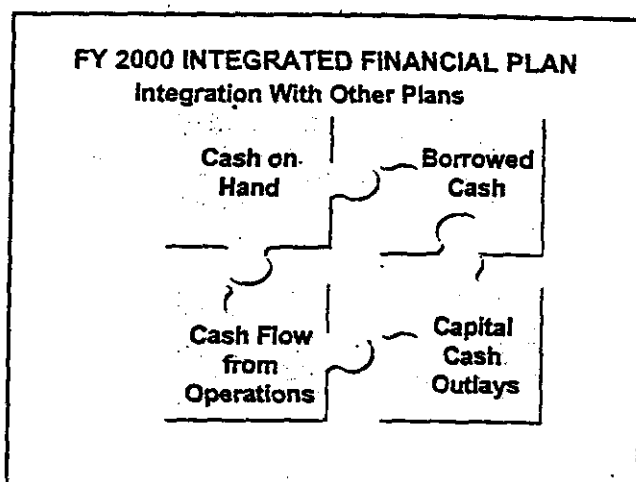 FY 2000 INTEGRATED FINANCIAL PLAN
Integration With Other Plans
Cash on
Hand
Borrowed
Cash
Cash Flow
from
Operations
Capital
Cash
Outlays